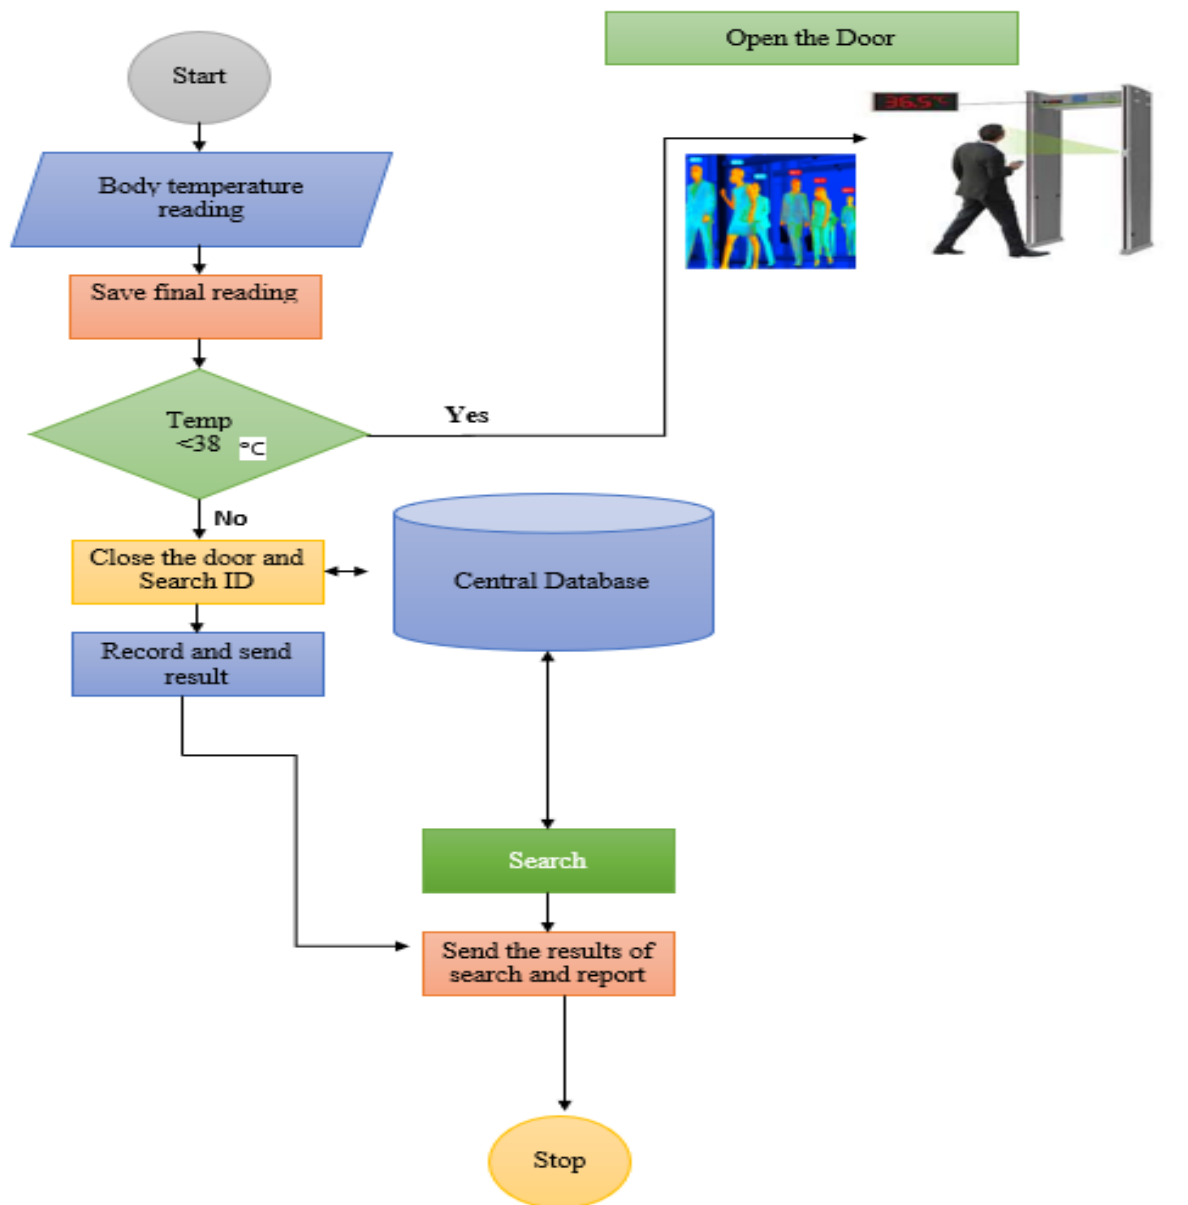 Start
Open the Door
36.5°C
Body temperature
reading
Save final reading
Temp
<38 °C
Yes
No
Close the door and
Search ID
Central Database
Record and send
result
Search
Send the results of
search and report
Stop